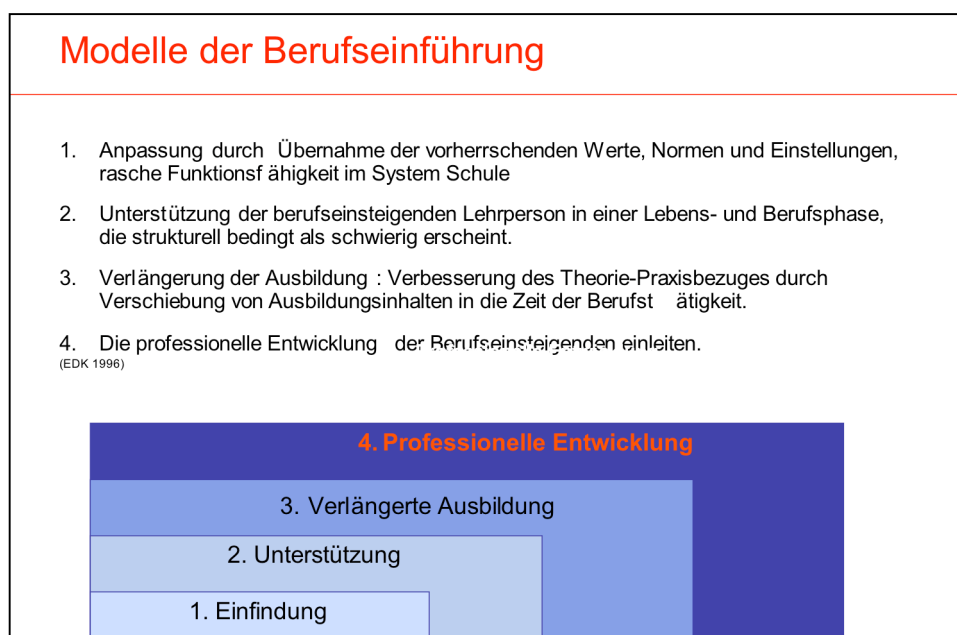 Modelle der Berufseinführung
1. Anpassung durch Übernahme der vorherrschenden Werte, Normen und Einstellungen,
rasche Funktionsf ähigkeit im System Schule
2. Unterstützung der berufseinsteigenden Lehrperson in einer Lebens- und Berufsphase,
die strukturell bedingt als schwierig erscheint.
3. Verlängerung der Ausbildung : Verbesserung des Theorie-Praxisbezuges durch
Verschiebung von Ausbildungsinhalten in die Zeit der Berufst ätigkeit.
4. Die professionelle Entwicklung der Berufseinsteigenden einleiten.
(EDK 1996)
4. Professionelle Entwicklung
3. Verlängerte Ausbildung
2. Unterstützung
1. Einfindung